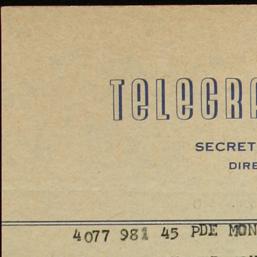 TELEGRA
SECRET
DIRE
4077 981 45 PDE MON